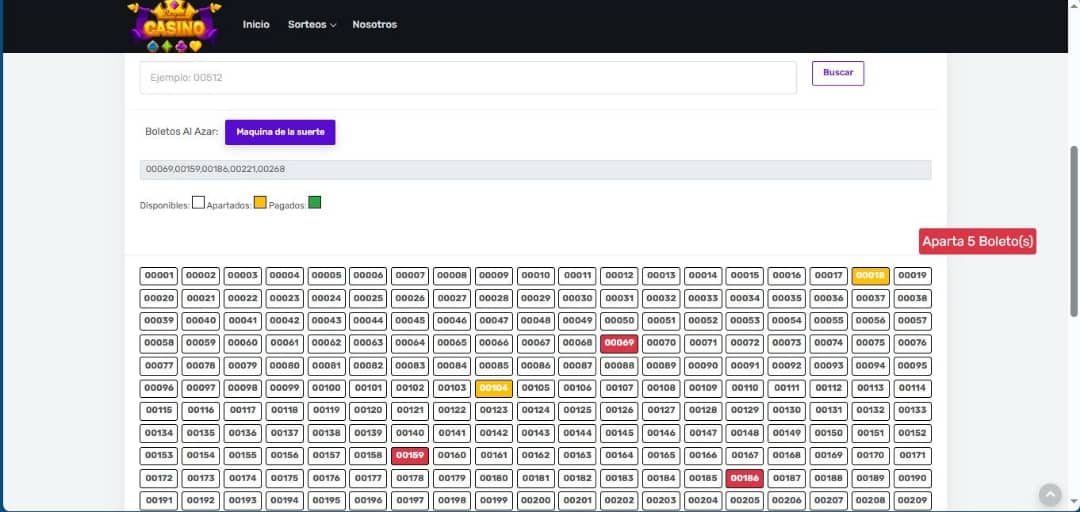 Royal
CASINO
Inicio Sorteos Nosotros
Ejemplo: 00512
Buscar
Boletos Al Azar: Maquina de la suerte
00069,00159,00186,00221,00268
Disponibles: Apartados: Pagados:
Aparta 5 Boleto(s)
00001 00002 00003 00004 00005 00006 00007 00008 00009 00010 00011 00012 00013 00014 00015 00016 00017 00018 00019
00020 00021 00022 00023 00024 00025 00026 00027 00028 00029 00030 00031 00032 00033 00034 00035 00036 00037 00038
00039 00040 00041 00042 00043 00044 00045 00046 00047 00048 00049 00050 00051 00052 00053 00054 00055 00056 00057
00058 00059 00060 00061 00062 00063 00064 00065 00066 00067 00068 00069 00070 00071 00072 00073 00074 00075 00076
00077 00078 00079 00080 00081 00082 00083 00084 00085 00086 00087 00088 00089 00090 00091 00092 00093 00094 00095
00096 00097 00098 00099 00100 00101 00102 00103 00104 00105 00106 00107 00108 00109 00110 00111 00112 00113 00114
00115 00116 00117 00118 00119 00120 00121 00122 00123 00124 00125 00126 00127 00128 00129 00130 00131 00132 00133
00134 00135 00136 00137 00138 00139 00140 00141 00142 00143 00144 00145 00146 00147 00148 00149 00150 00151 00152
00153 00154 00155 00156 00157 00158 00159 00160 00161 00162 00163 00164 00165 00166 00167 00168 00169 00170 00171
00172 00173 00174 00175 00176 00177 00178 00179 00180 00181 00182 00183 00184 00185 00186 00187 00188 00189 00190
00191 00192 00193 00194 00195 00196 00197 00198 00199 00200 00201 00202 00203 00204 00205 00206 00207 00208 00209